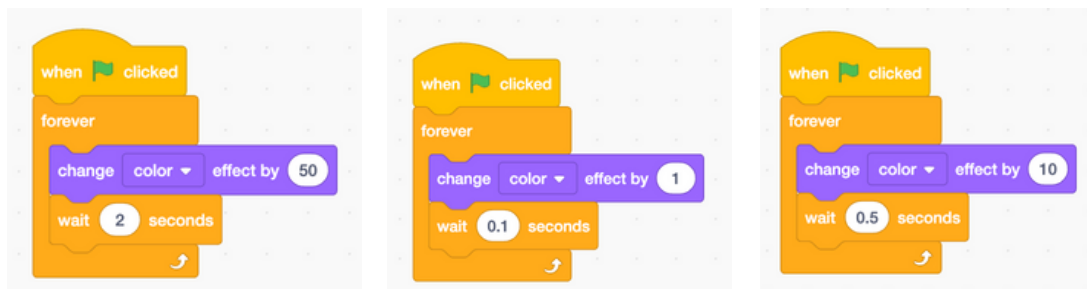 when clicked
forever
change color effect by 50
wait 2 seconds
when clicked
forever
change color effect by 1
wait 0.1 seconds
when clicked
forever
change color effect by 10
wait 0.5 seconds